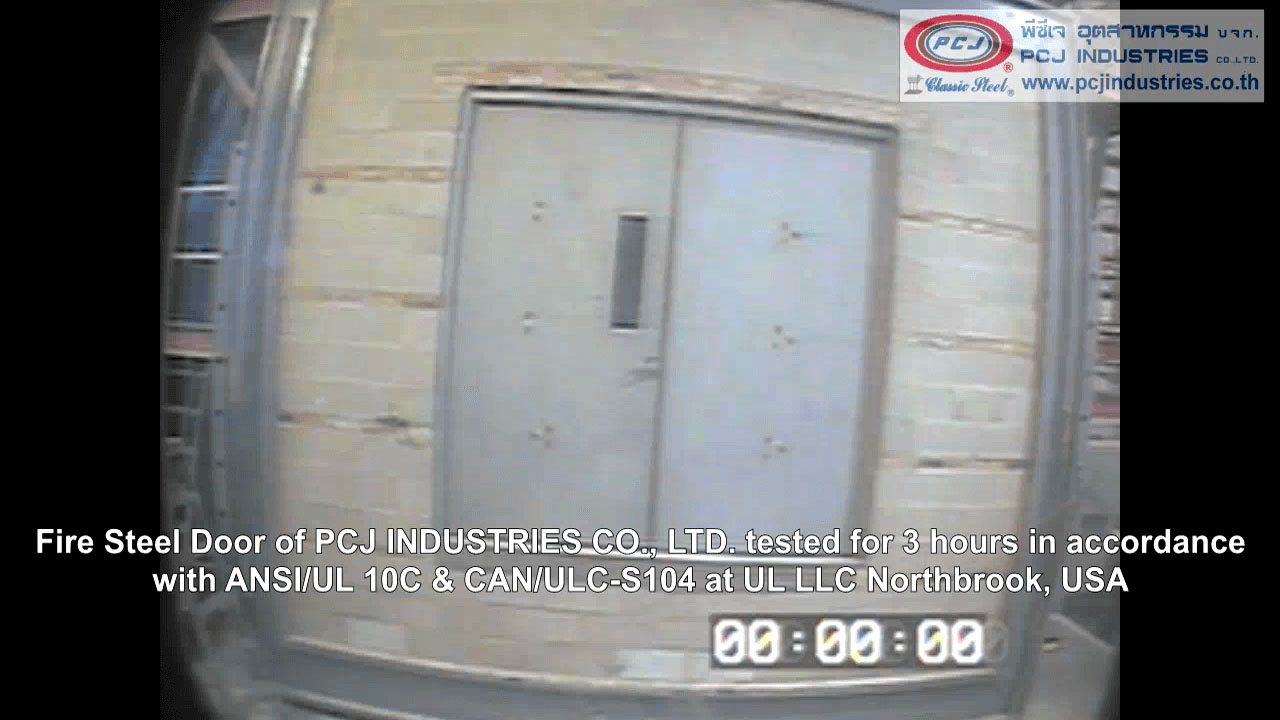 PCJ
®
Classic Steel®
พีซีเจ อุตสาหกรรม บจก.
PCJ INDUSTRIES CO.,LTD.
www.pcjindustries.co.th
Fire Steel Door of PCJ INDUSTRIES CO., LTD. tested for 3 hours in accordance
with ANSI/UL 10C & CAN/ULC-S104 at UL LLC Northbrook, USA
00:00:00